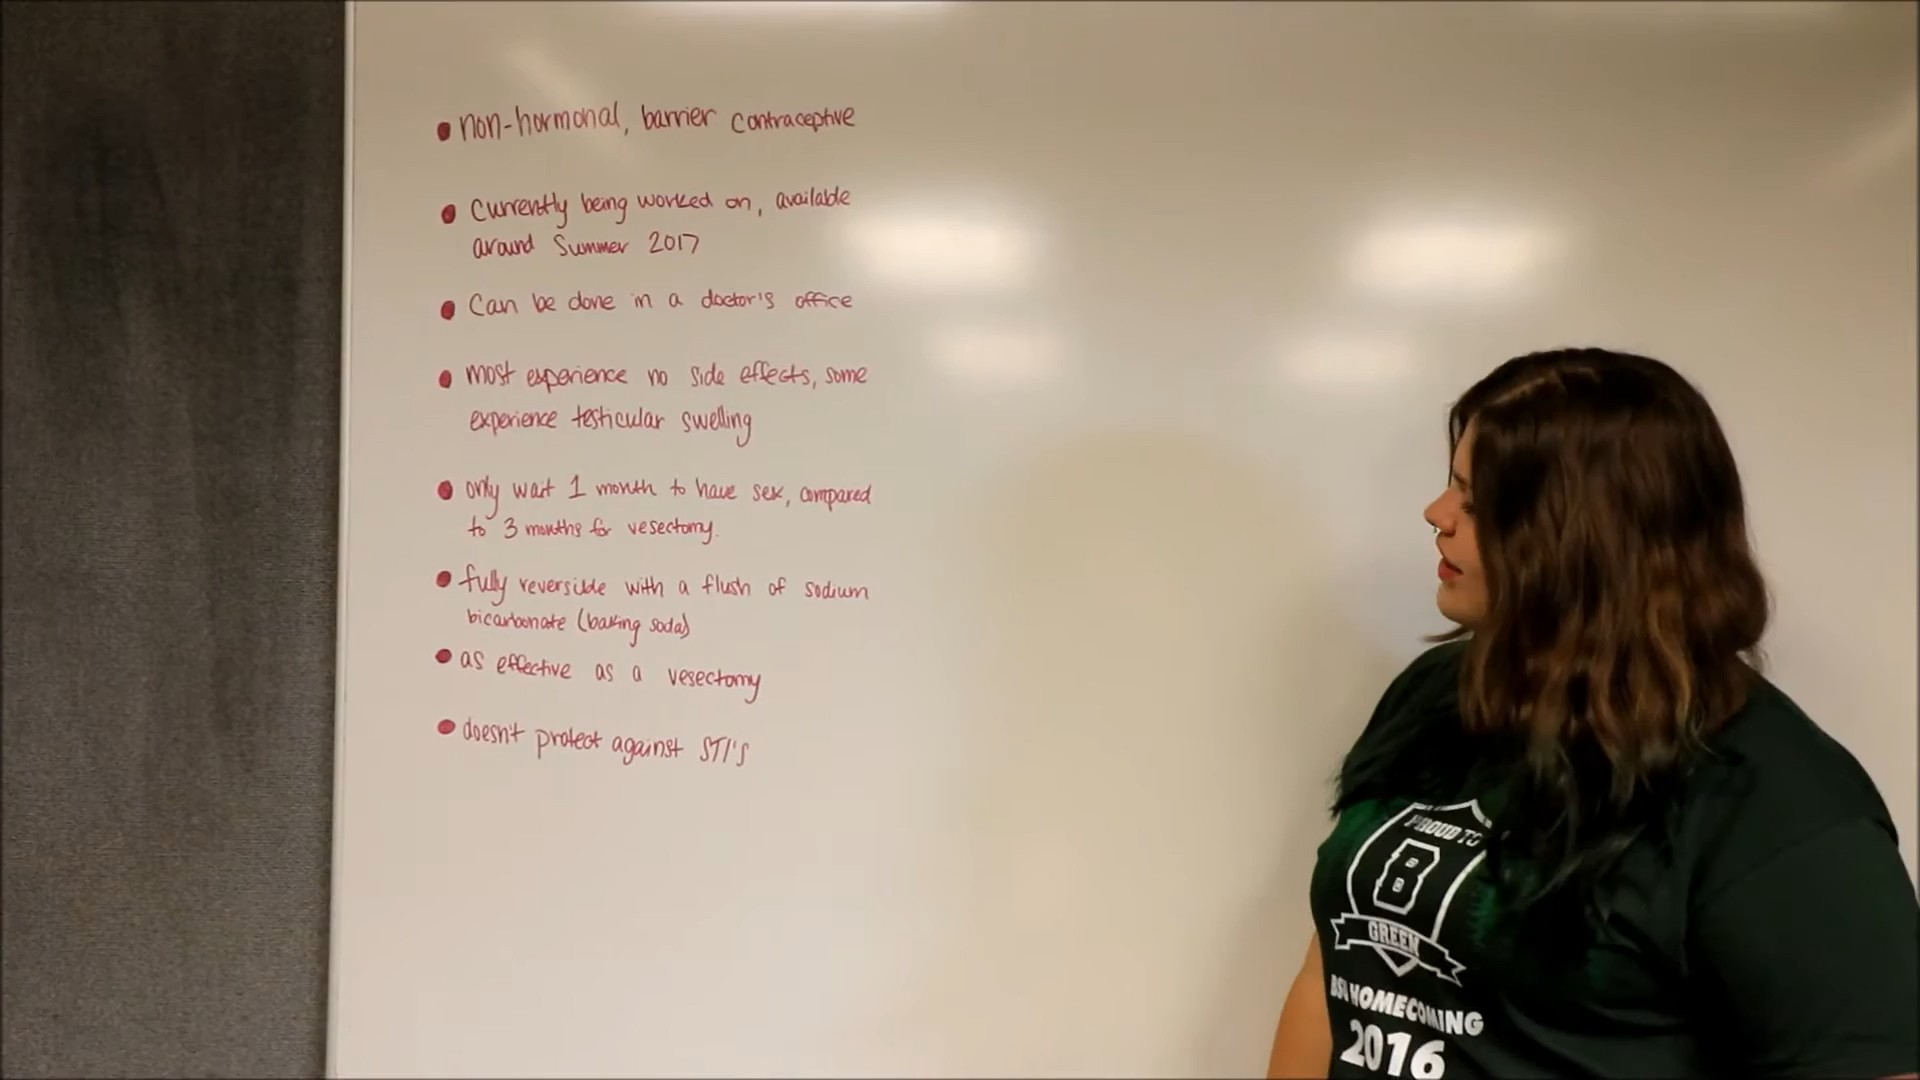 • non-hormonal, barrier contraceptive
• Currently being worked on, available
around Summer 2017
• Can be done in a doctor's office
• most experience no side effects, some
experience testicular swelling
• only wait 1 month to have sex, compared
to 3 months for vesectomy.
• fully reversible with a flush of sodium
bicarbonate (baking soda)
• as effective as a vesectomy
• doesn't protect against STI's
PROUD TO
B
GREEN
BSU HOMECOMING
2016